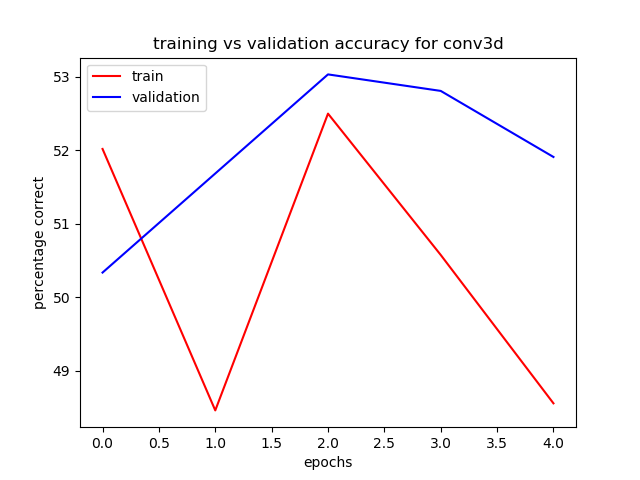 training vs validation accuracy for conv3d
train
validation
percentage correct
53
52
51
50
49
0.0 0.5 1.0 1.5 2.0 2.5 3.0 3.5 4.0
epochs